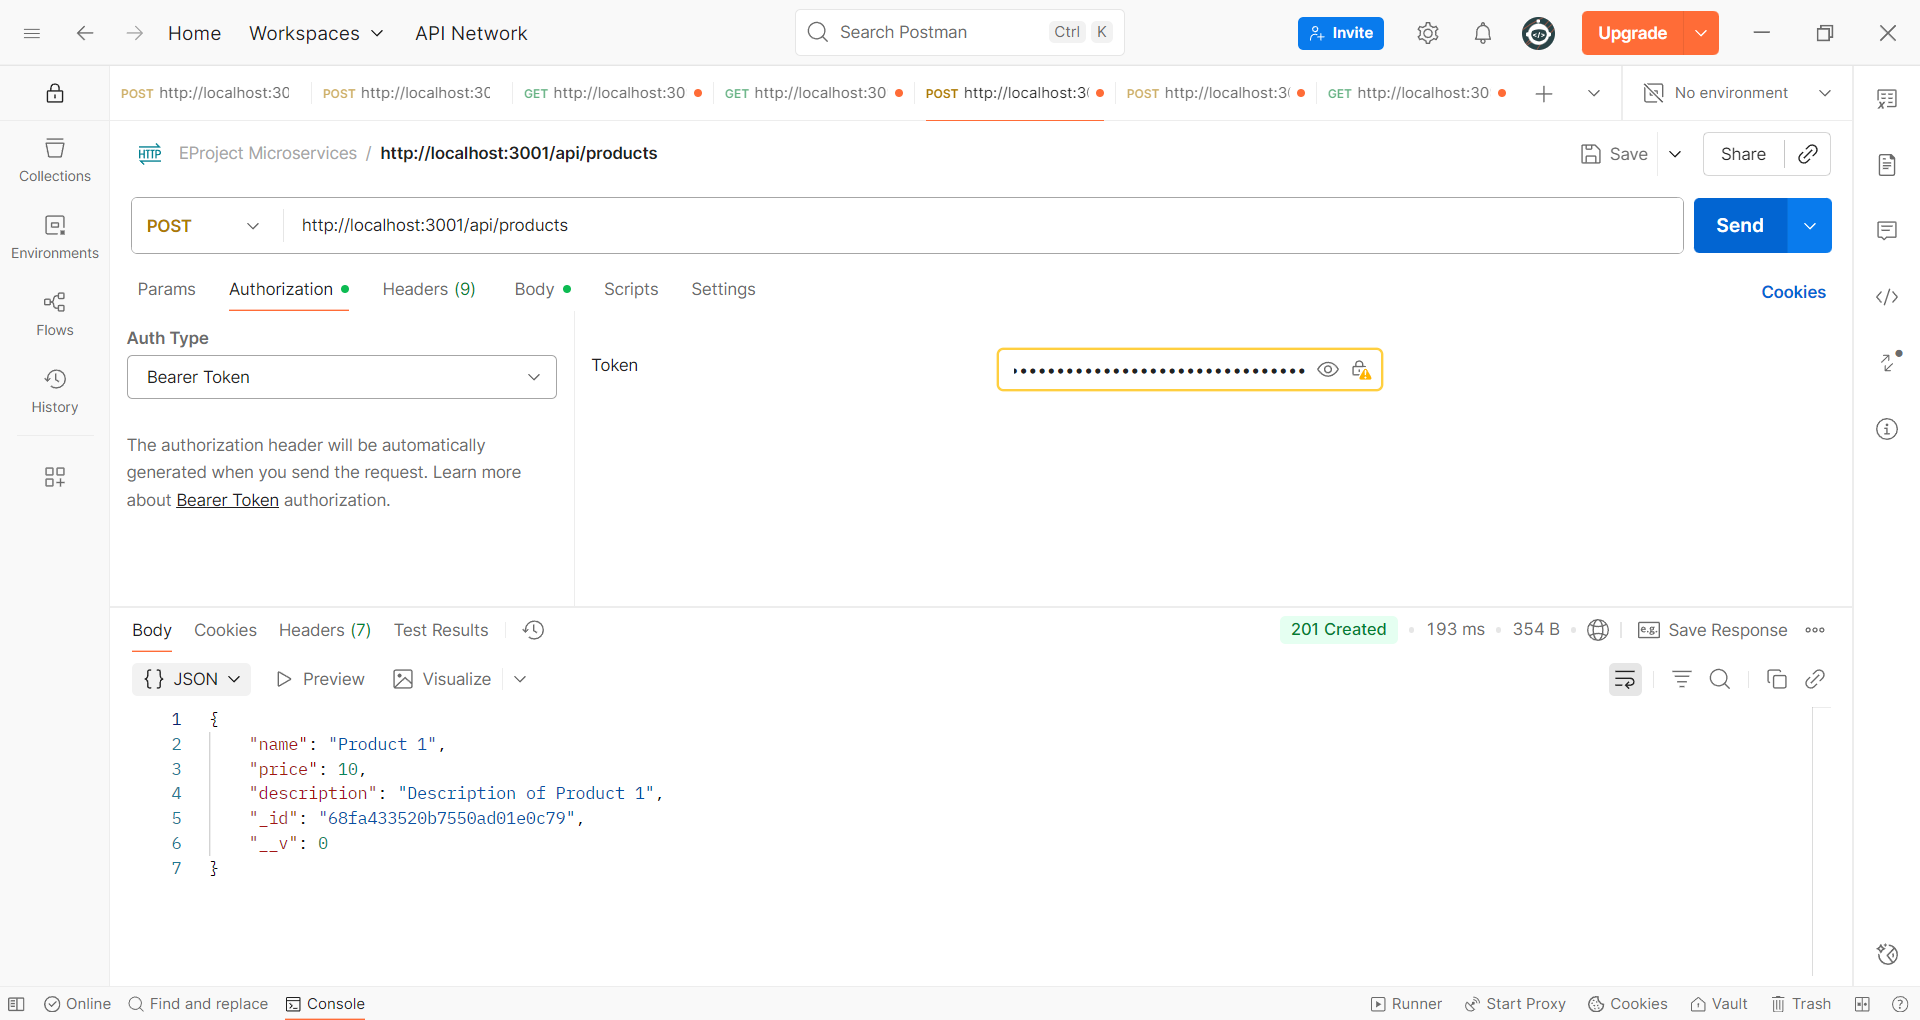 Home Workspaces API Network Search Postman Ctrl K Invite Upgrade
POST http://localhost:30 POST http://localhost:30 GET http://localhost:30 GET http://localhost:30 POST http://localhost:30 POST http://localhost:30 GET http://localhost:30 No environment
HTTP EProject Microservices / http://localhost:3001/api/products Save Share
Collections
POST http://localhost:3001/api/products Send
Environments
Params Authorization Headers (9) Body Scripts Settings Cookies
Flows
Auth Type
Token
Bearer Token
History
The authorization header will be automatically
generated when you send the request. Learn more
about Bearer Token authorization.
Body Cookies Headers (7) Test Results 201 Created 193 ms 354 B e.g. Save Response
{} JSON Preview Visualize
1 {
2 "name": "Product 1",
3 "price": 10,
4 "description": "Description of Product 1",
5 "_id": "68fa433520b7550ad01e0c79",
6 "__v": 0
7 }
Online Find and replace Console Runner Start Proxy Cookies Vault Trash